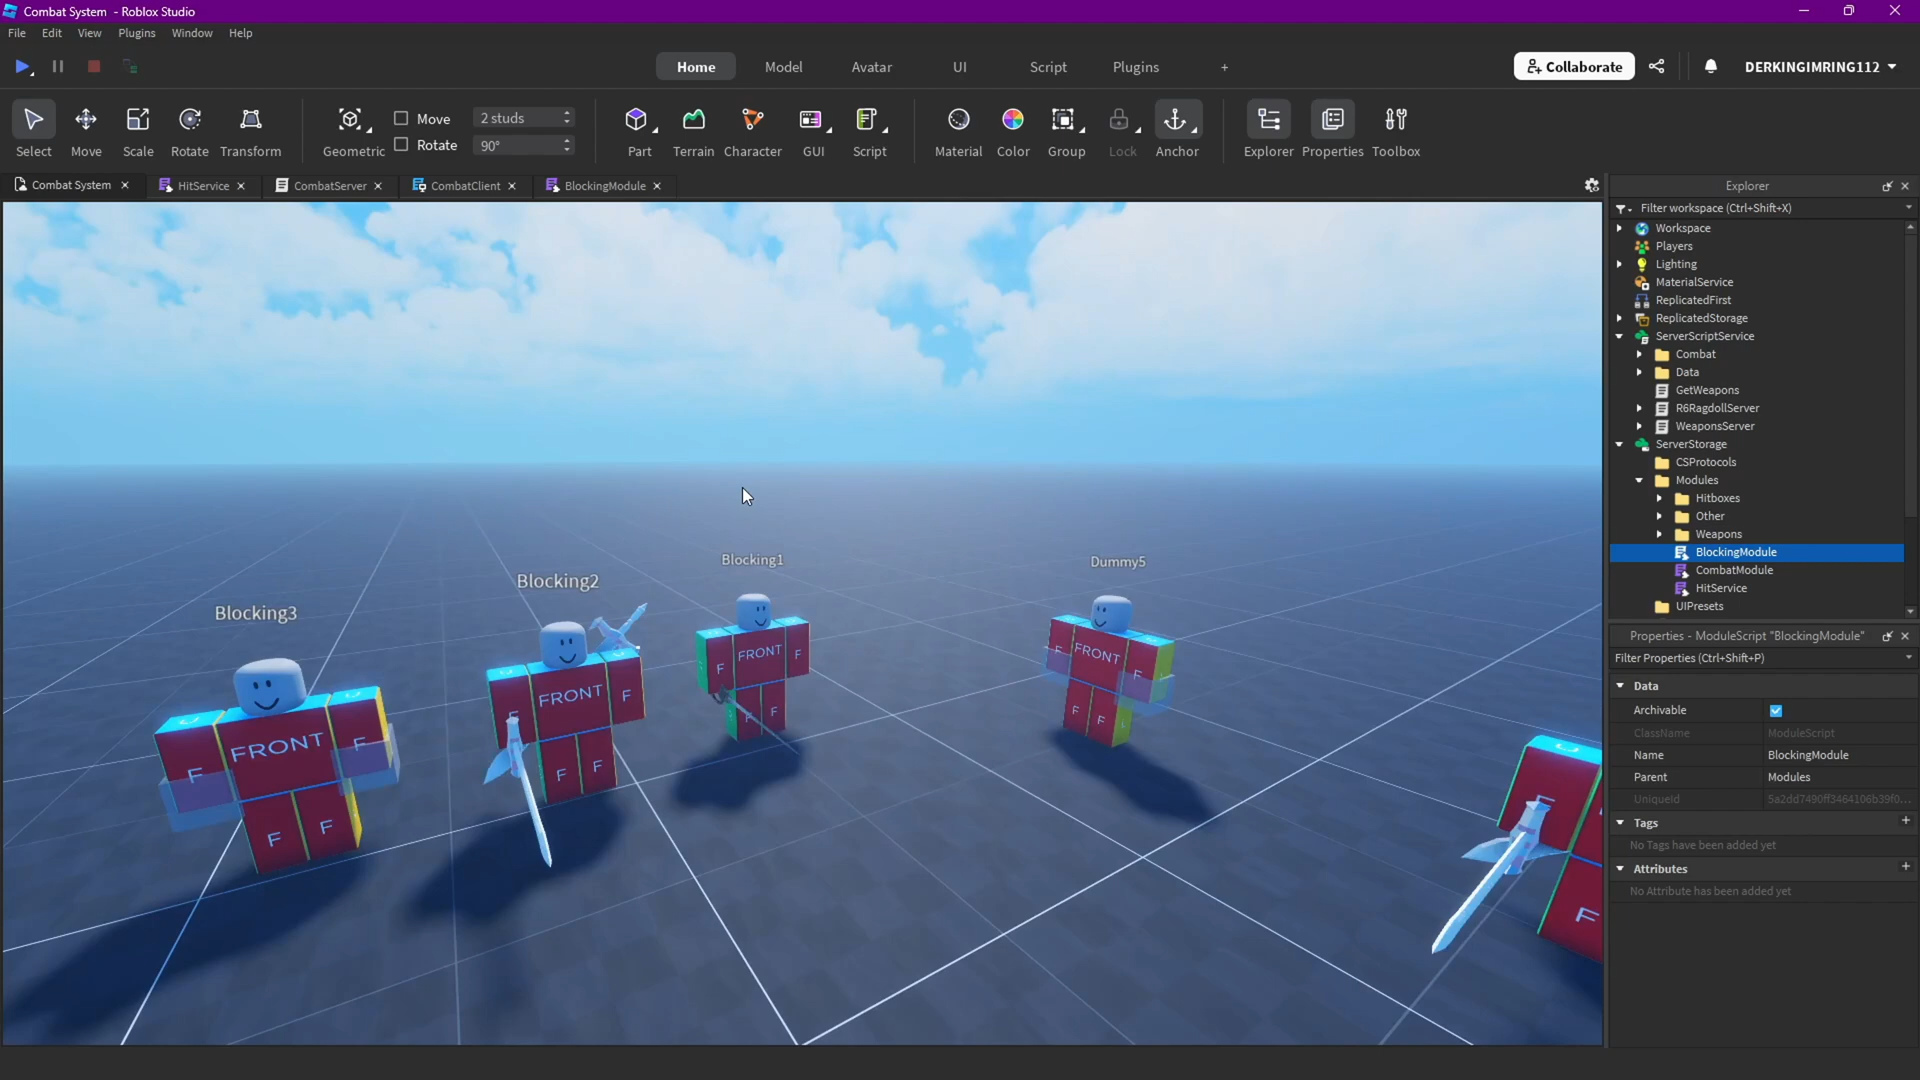 Combat System - Roblox Studio
File Edit View Plugins Window Help
Home Model Avatar UI Script Plugins +
Collaborate
DERKINGIMRING112
Select Move Scale Rotate Transform
Geometric
Move 2 studs
Rotate 90°
Part Terrain Character GUI Script
Material Color Group Lock Anchor
Explorer Properties Toolbox
Combat System
HitService
CombatServer
CombatClient
BlockingModule
Explorer
Filter workspace (Ctrl+Shift+X)
Workspace
Players
Lighting
MaterialService
ReplicatedFirst
ReplicatedStorage
ServerScriptService
Combat
Data
GetWeapons
R6RagdollServer
WeaponsServer
ServerStorage
CSProtocols
Modules
Hitboxes
Other
Weapons
BlockingModule
CombatModule
HitService
UIPresets
Properties - ModuleScript "BlockingModule"
Filter Properties (Ctrl+Shift+P)
Data
Archivable
ClassName ModuleScript
Name BlockingModule
Parent Modules
UniqueId 5a2dd7490ff3464106b39f0...
Tags
No Tags have been added yet
Attributes
No Attribute has been added yet
Blocking3
Blocking2
Blocking1
Dummy5
F FRONT F
F F
F FRONT F
F F
F FRONT F
F F
F FRONT F
F F
F
F